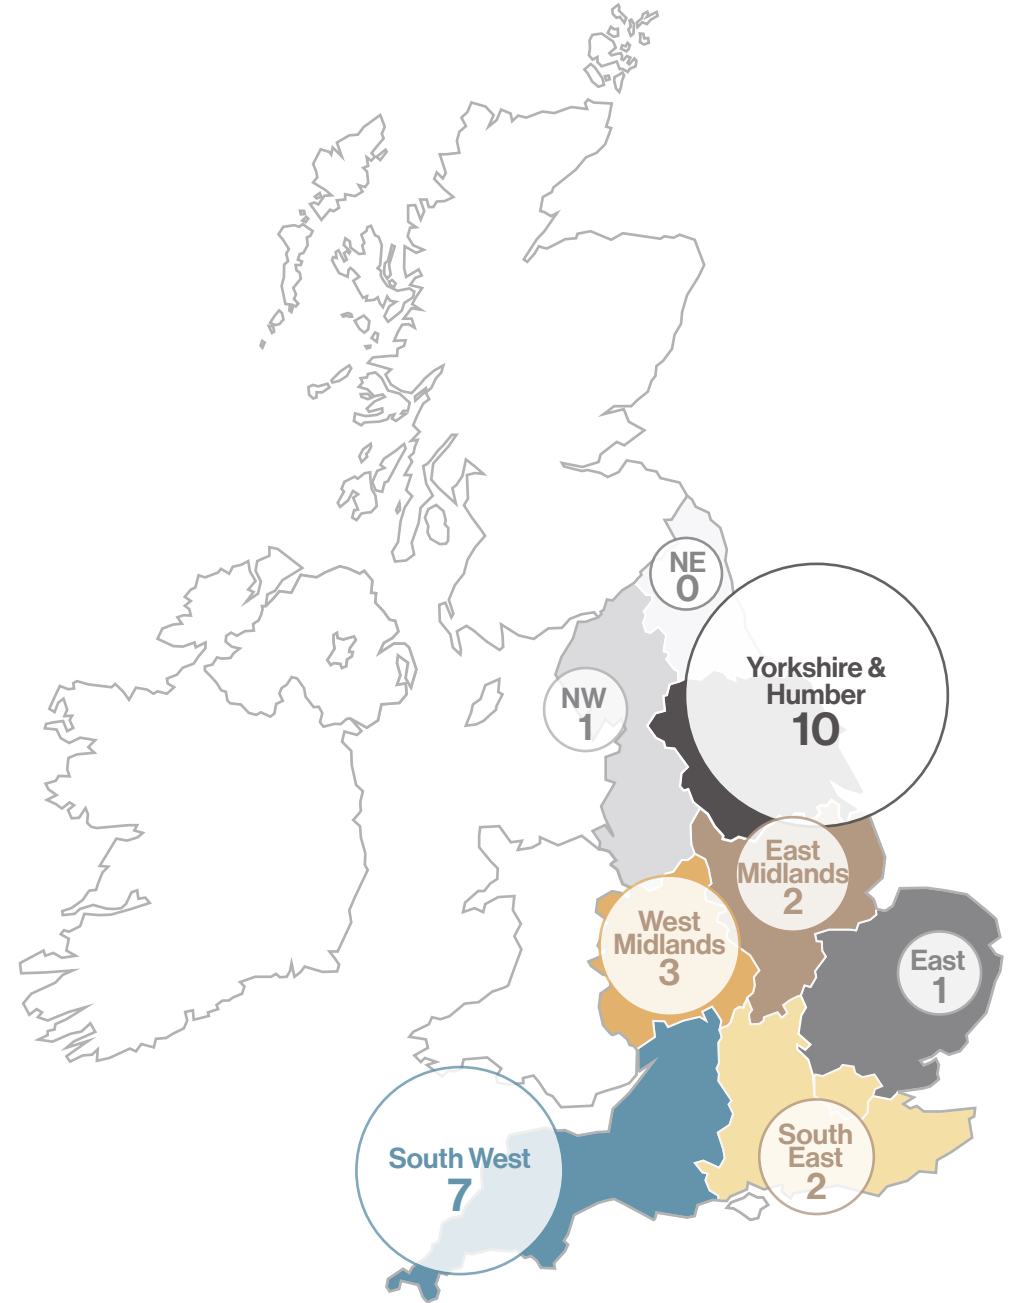 NE
0
Yorkshire &
Humber
10
NW
1
East
Midlands
2
West
Midlands
3
East
1
South
East
2
South West
7